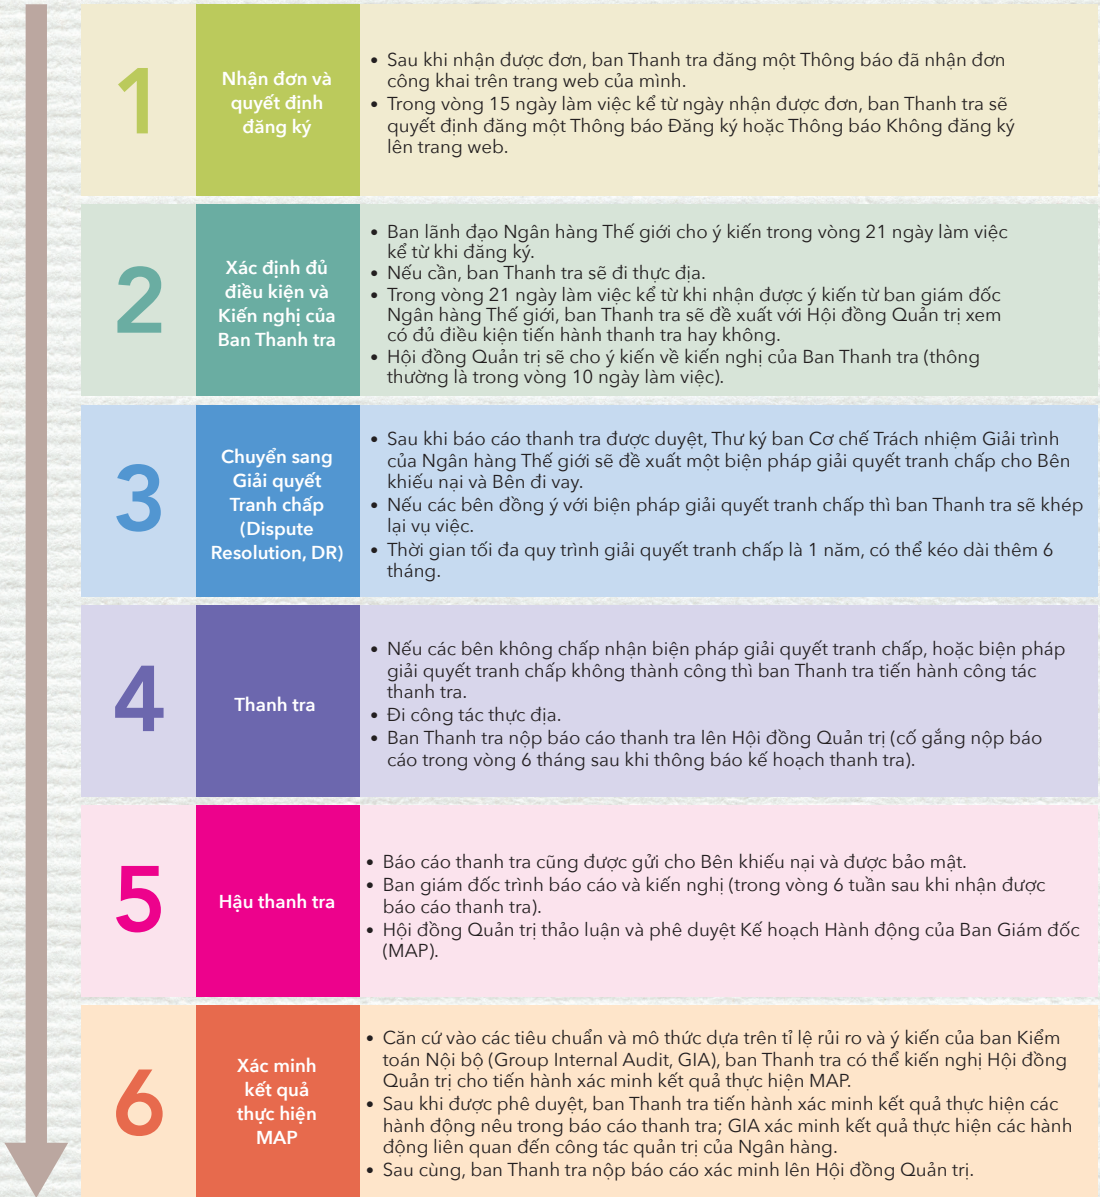 1
Nhận đơn và
quyết định
đăng ký
• Sau khi nhận được đơn, ban Thanh tra đăng một Thông báo đã nhận đơn
công khai trên trang web của mình.
• Trong vòng 15 ngày làm việc kể từ ngày nhận được đơn, ban Thanh tra sẽ
quyết định đăng một Thông báo Đăng ký hoặc Thông báo Không đăng ký
lên trang web.
2
Xác định đủ
điều kiện và
Kiến nghị của
Ban Thanh tra
• Ban lãnh đạo Ngân hàng Thế giới cho ý kiến trong vòng 21 ngày làm việc
kể từ khi đăng ký.
• Nếu cần, ban Thanh tra sẽ đi thực địa.
• Trong vòng 21 ngày làm việc kể từ khi nhận được ý kiến từ ban giám đốc
Ngân hàng Thế giới, ban Thanh tra sẽ đề xuất với Hội đồng Quản trị xem
có đủ điều kiện tiến hành thanh tra hay không.
• Hội đồng Quản trị sẽ cho ý kiến về kiến nghị của Ban Thanh tra (thông
thường là trong vòng 10 ngày làm việc).
3
Chuyển sang
Giải quyết
Tranh chấp
(Dispute
Resolution, DR)
• Sau khi báo cáo thanh tra được duyệt, Thư ký ban Cơ chế Trách nhiệm Giải trình
của Ngân hàng Thế giới sẽ đề xuất một biện pháp giải quyết tranh chấp cho Bên
khiếu nại và Bên đi vay.
• Nếu các bên đồng ý với biện pháp giải quyết tranh chấp thì ban Thanh tra sẽ khép
lại vụ việc.
• Thời gian tối đa quy trình giải quyết tranh chấp là 1 năm, có thể kéo dài thêm 6
tháng.
4
Thanh tra
• Nếu các bên không chấp nhận biện pháp giải quyết tranh chấp, hoặc biện pháp
giải quyết tranh chấp không thành công thì ban Thanh tra tiến hành công tác
thanh tra.
• Đi công tác thực địa.
• Ban Thanh tra nộp báo cáo thanh tra lên Hội đồng Quản trị (cố gắng nộp báo
cáo trong vòng 6 tháng sau khi thông báo kế hoạch thanh tra).
5
Hậu thanh tra
• Báo cáo thanh tra cũng được gửi cho Bên khiếu nại và được bảo mật.
• Ban giám đốc trình báo cáo và kiến nghị (trong vòng 6 tuần sau khi nhận được
báo cáo thanh tra).
• Hội đồng Quản trị thảo luận và phê duyệt Kế hoạch Hành động của Ban Giám đốc
(MAP).
6
Xác minh
kết quả
thực hiện
MAP
• Căn cứ vào các tiêu chuẩn và mô thức dựa trên tỉ lệ rủi ro và ý kiến của ban Kiểm
toán Nội bộ (Group Internal Audit, GIA), ban Thanh tra có thể kiến nghị Hội đồng
Quản trị cho tiến hành xác minh kết quả thực hiện MAP.
• Sau khi được phê duyệt, ban Thanh tra tiến hành xác minh kết quả thực hiện các
hành động nêu trong báo cáo thanh tra; GIA xác minh kết quả thực hiện các hành
động liên quan đến công tác quản trị của Ngân hàng.
• Sau cùng, ban Thanh tra nộp báo cáo xác minh lên Hội đồng Quản trị.